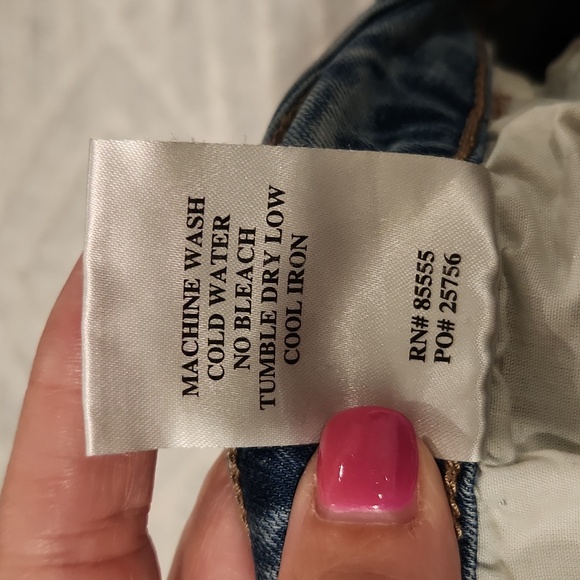 MACHINE WASH
COLD WATER
NO BLEACH
TUMBLE DRY LOW
COOL IRON
RN# 85555
PO# 25756